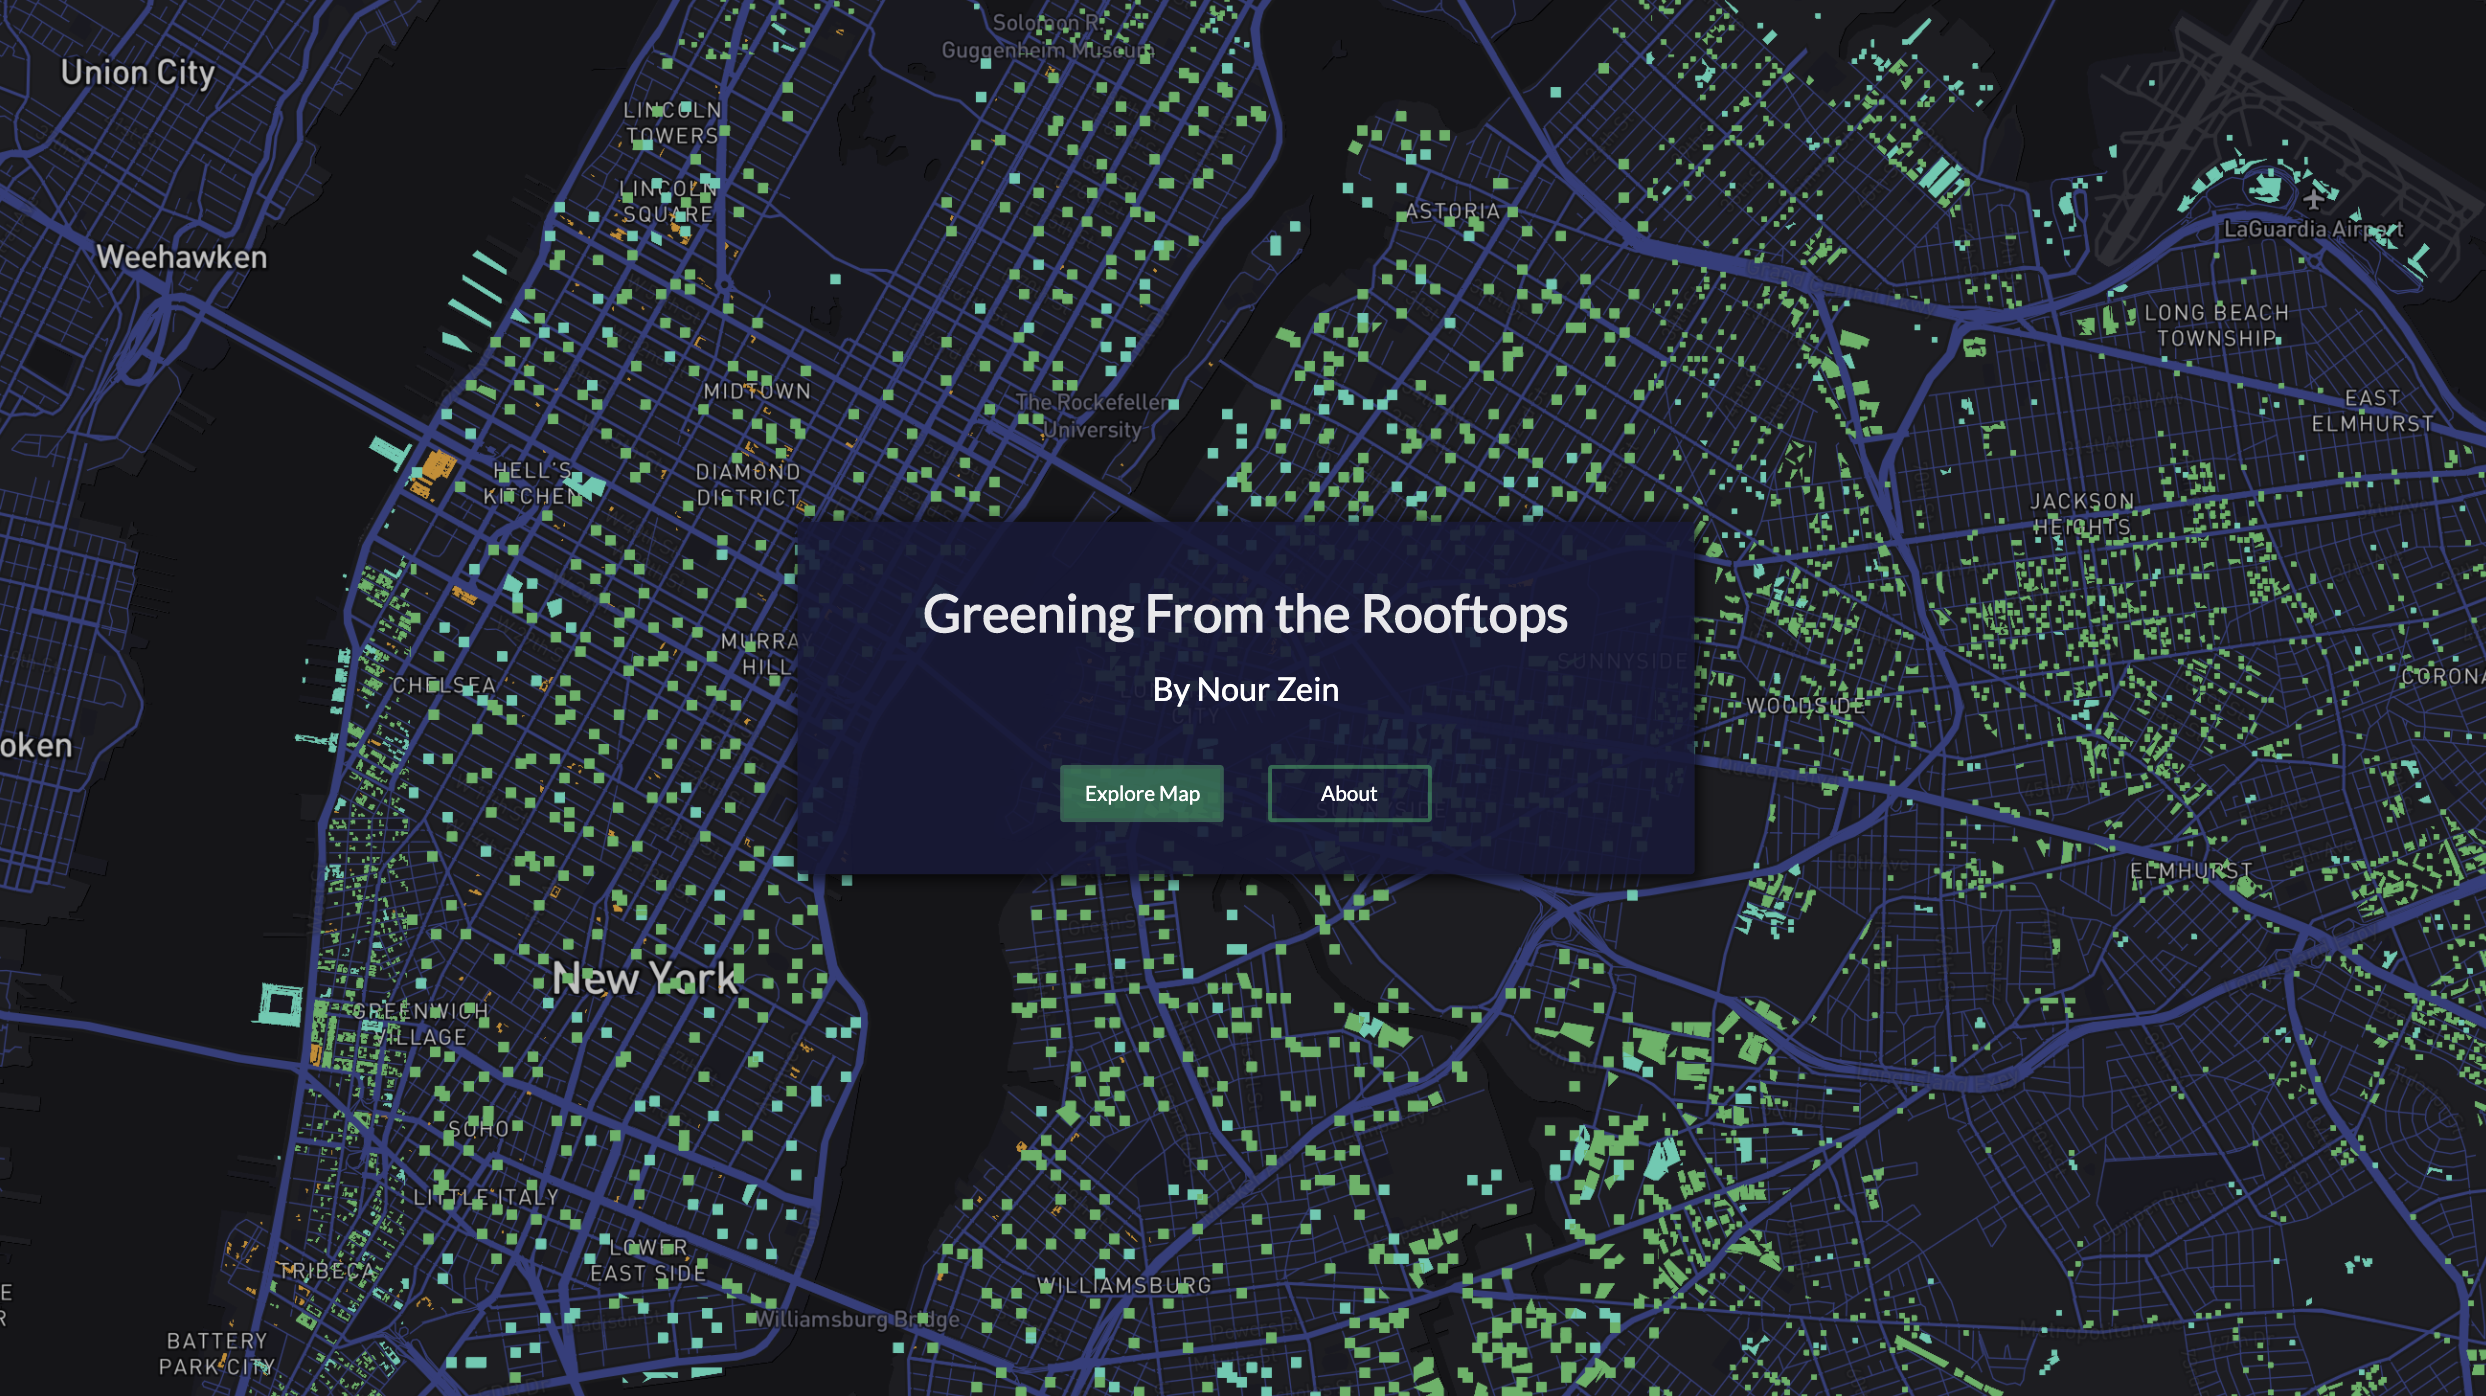 Solomon R.
Guggenheim Museum
Union City
LINCOLN
TOWERS
LINCOLN
SQUARE
ASTORIA
LaGuardia Airport
Weehawken
LONG BEACH
TOWNSHIP
MIDTOWN
The Rockefeller
University
EAST
ELMHURST
HELL'S
KITCHEN
DIAMOND
DISTRICT
JACKSON
HEIGHTS
Greening From the Rooftops
MURRAY
HILL
SUNNYSIDE
By Nour Zein
CITY
CHELSEA
WOODSIDE
CORONA
oken
Explore Map
About
ELMHURST
New York
GREENWICH
VILLAGE
SOHO
LITTLE ITALY
LOWER
EAST SIDE
TRIBECA
WILLIAMSBURG
Williamsburg Bridge
BATTERY
PARK CITY